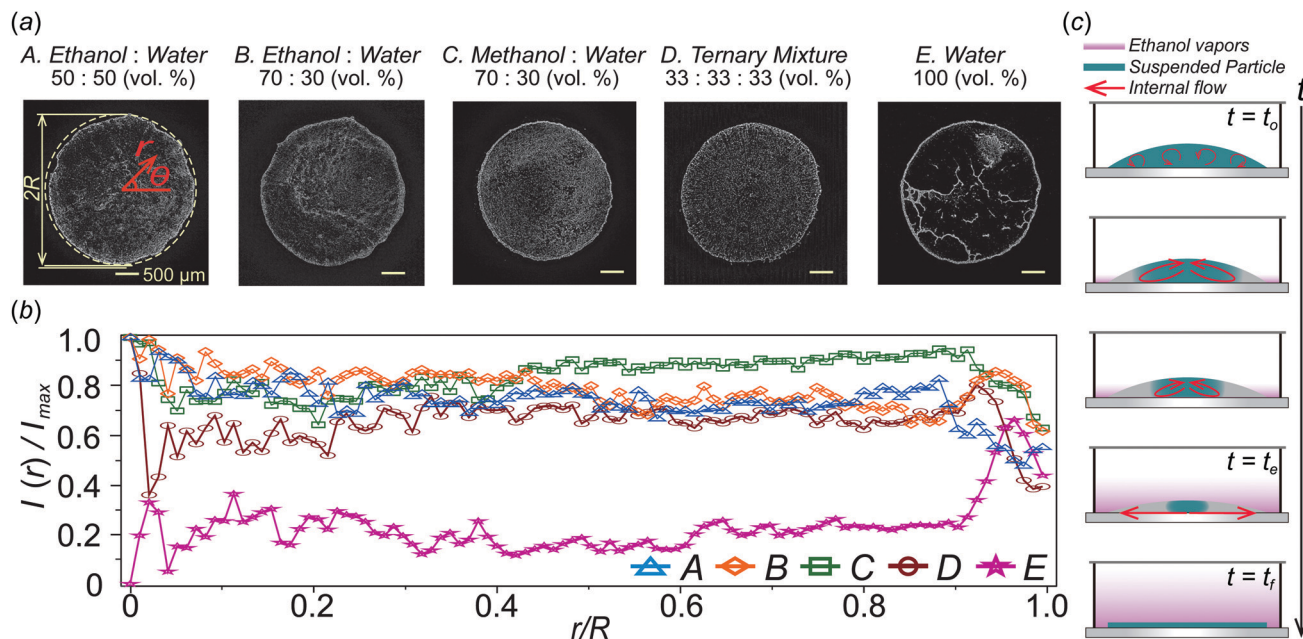 (a)
A. Ethanol : Water
50 : 50 (vol. %)
B. Ethanol : Water
70 : 30 (vol. %)
C. Methanol : Water
70 : 30 (vol. %)
D. Ternary Mixture
33 : 33 : 33 (vol. %)
E. Water
100 (vol. %)
2R
r
Θ
500 µm
(b)
I (r) / I max
1.0
0.8
0.6
0.4
0.2
0
0
0.2
0.4
0.6
0.8
1.0
r/R
A
B
C
D
E
(c)
Ethanol vapors
Suspended Particle
Internal flow
t
t = to
t = te
t = tf